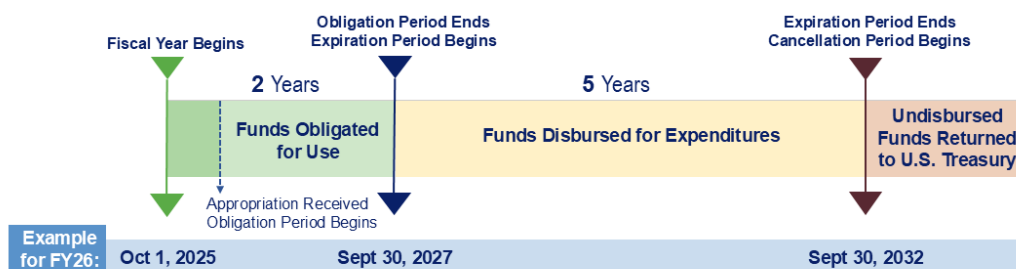 Obligation Period Ends
Expiration Period Begins
Expiration Period Ends
Cancellation Period Begins
Fiscal Year Begins
2 Years
5 Years
Funds Obligated
for Use
Funds Disbursed for Expenditures
Undisbursed
Funds Returned
to U.S. Treasury
Appropriation Received
Obligation Period Begins
Example
for FY26:
Oct 1, 2025
Sept 30, 2027
Sept 30, 2032